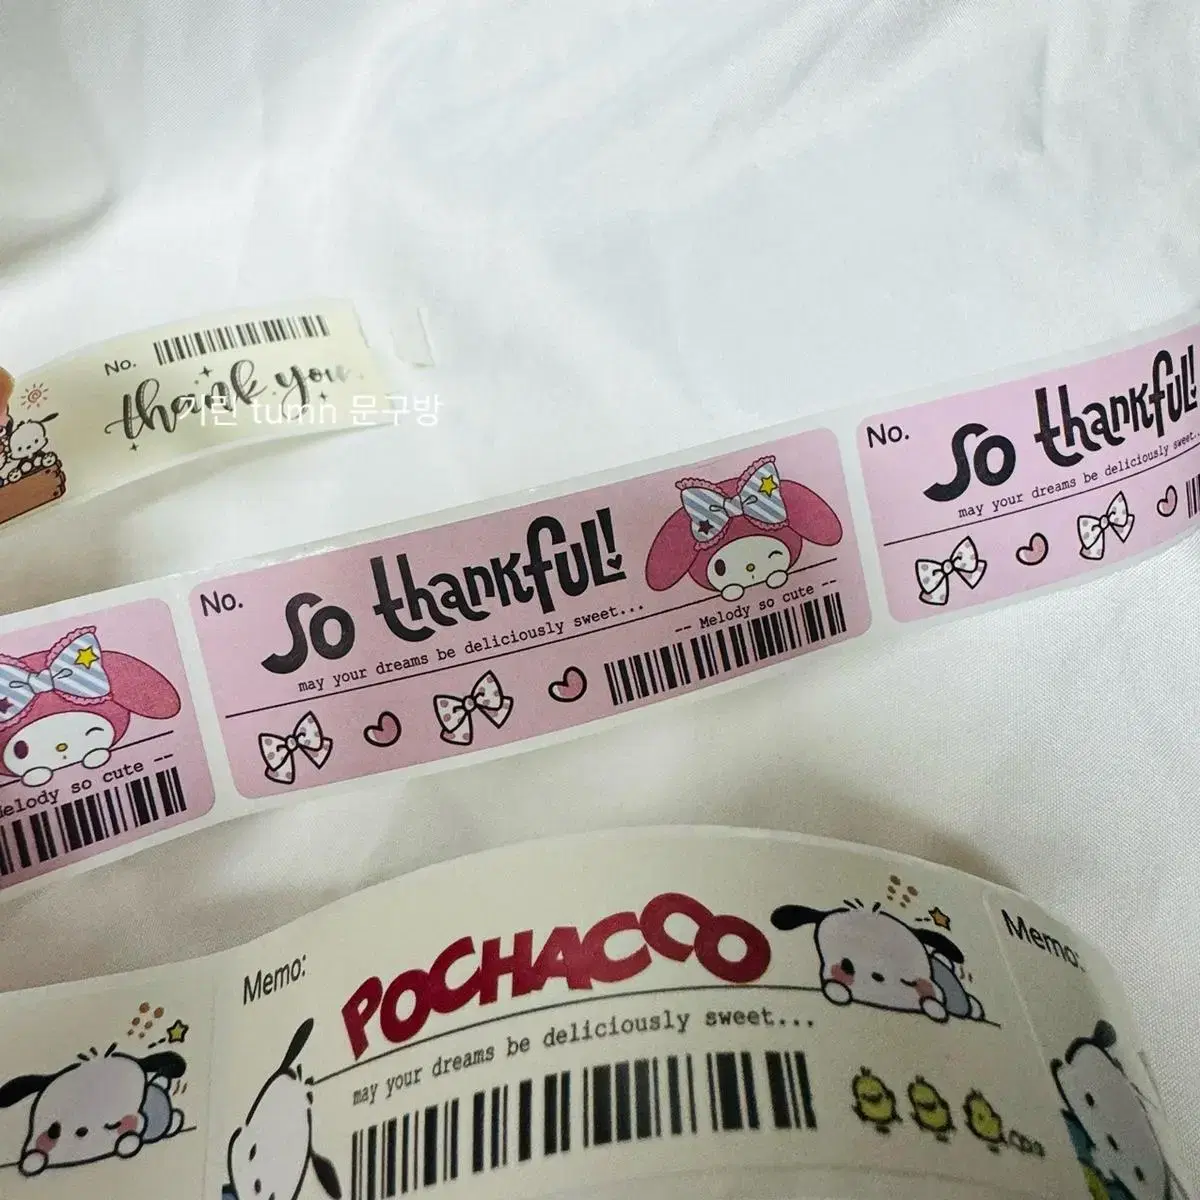 No.
thank you
기린 tumn 문구방
No.
So thankful!
may your dreams be deliciously sweet...
-- Melody so cute --
No.
So thankful!
may your dreams be deliciously sweet...
Melody so cute --
Memo:
POCHACCO
may your dreams be deliciously sweet...
Memo: